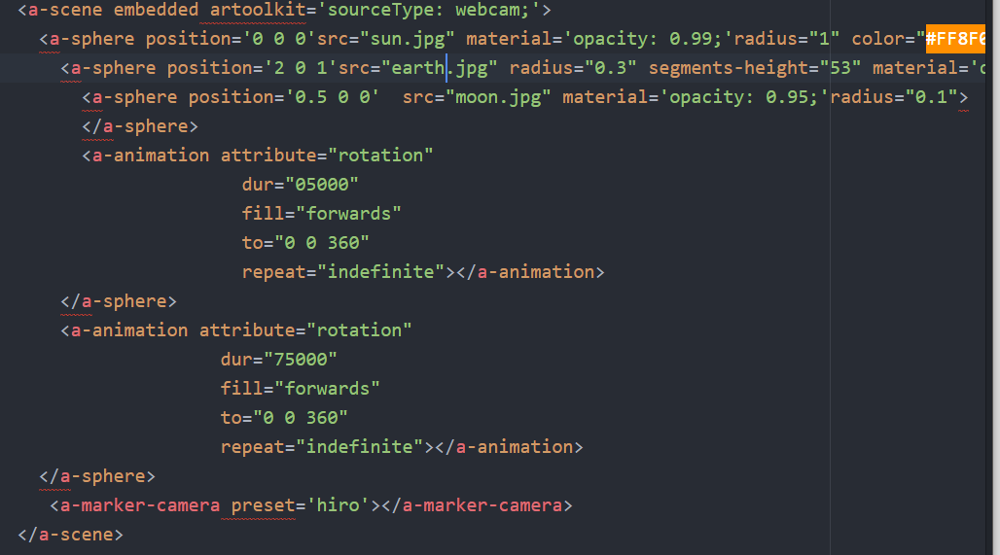 <a-scene embedded artoolkit='sourceType: webcam;'>
<a-sphere position='0 0 0'src="sun.jpg" material='opacity: 0.99;'radius="1" color="#FF8F0
<a-sphere position='2 0 1'src="earth.jpg" radius="0.3" segments-height="53" material='o
<a-sphere position='0.5 0 0'  src="moon.jpg" material='opacity: 0.95;'radius="0.1">
</a-sphere>
<a-animation attribute="rotation"
dur="05000"
fill="forwards"
to="0 0 360"
repeat="indefinite"></a-animation>
</a-sphere>
<a-animation attribute="rotation"
dur="75000"
fill="forwards"
to="0 0 360"
repeat="indefinite"></a-animation>
</a-sphere>
<a-marker-camera preset='hiro'></a-marker-camera>
</a-scene>